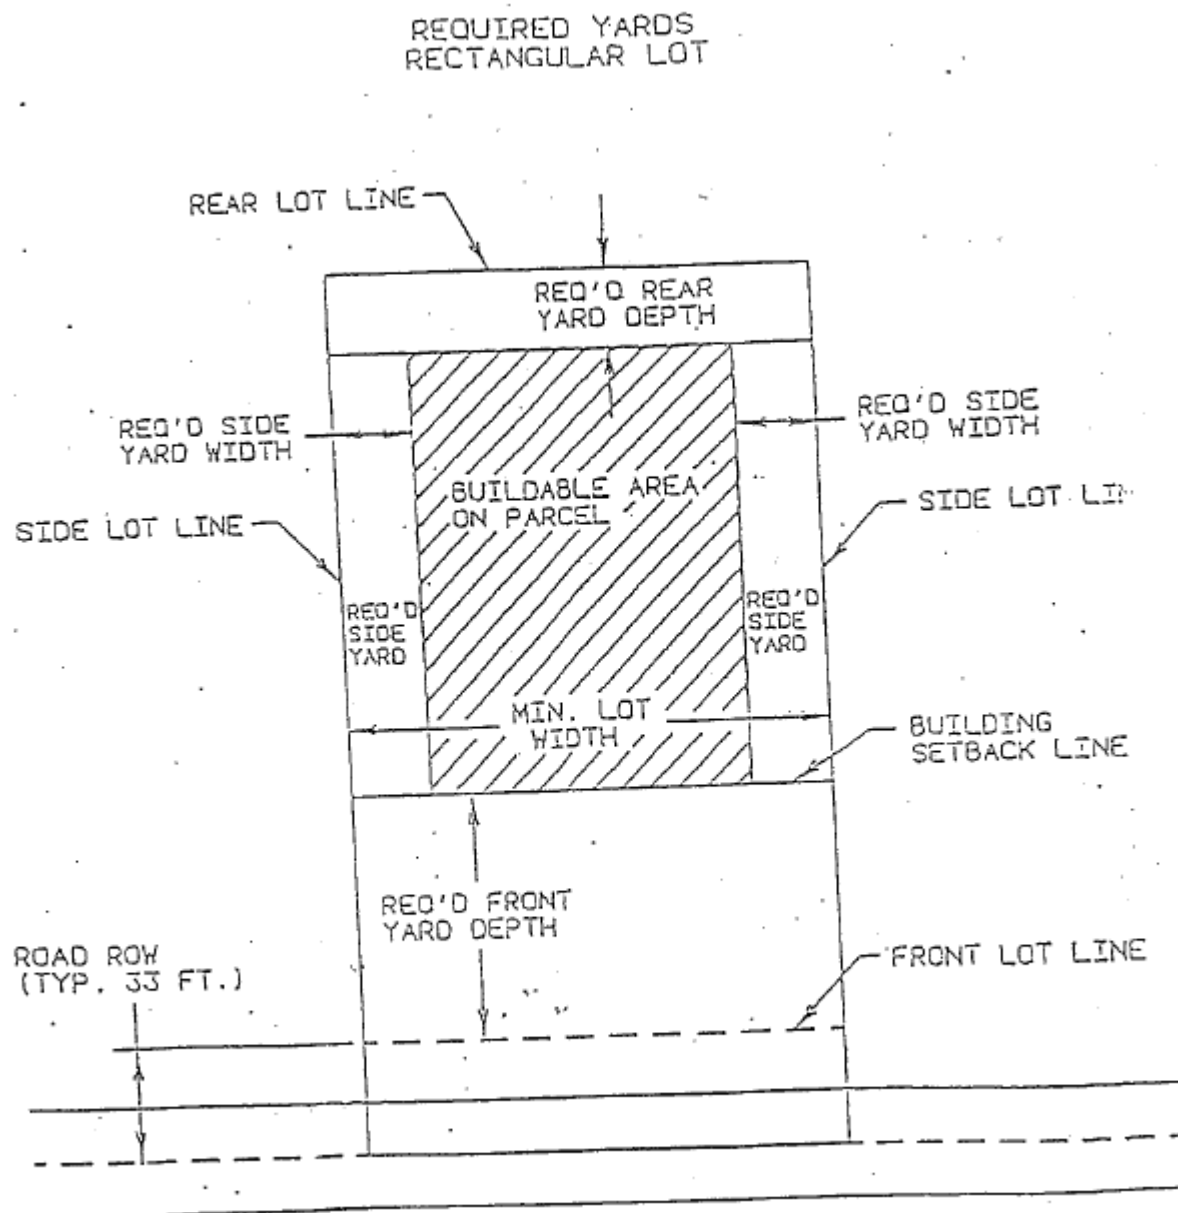 REQUIRED YARDS
RECTANGULAR LOT
REAR LOT LINE
REQ'D REAR
YARD DEPTH
REQ'D SIDE
YARD WIDTH
REQ'D SIDE
YARD WIDTH
BUILDABLE AREA
ON PARCEL
SIDE LOT LINE
SIDE LOT
REQ'D
SIDE
YARD
REQ'D
SIDE
YARD
MIN. LOT
WIDTH
BUILDING
SETBACK LINE
REQ'D FRONT
YARD DEPTH
ROAD ROW
(TYP. 33 FT.)
FRONT LOT LINE